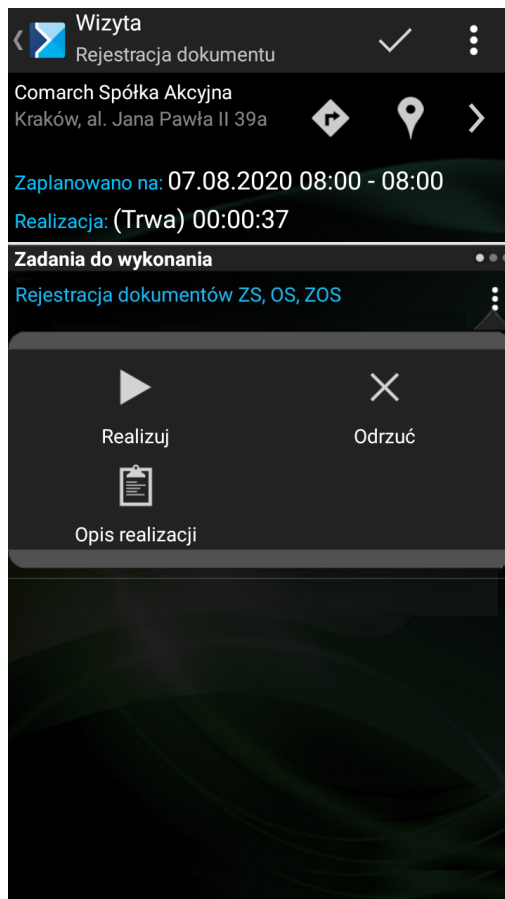 Wizyta
Rejestracja dokumentu
Comarch Spółka Akcyjna
Kraków, al. Jana Pawła II 39a
Zaplanowano na: 07.08.2020 08:00 - 08:00
Realizacja: (Trwa) 00:00:37
Zadania do wykonania
Rejestracja dokumentów ZS, OS, ZOS
Realizuj
Odrzuć
Opis realizacji